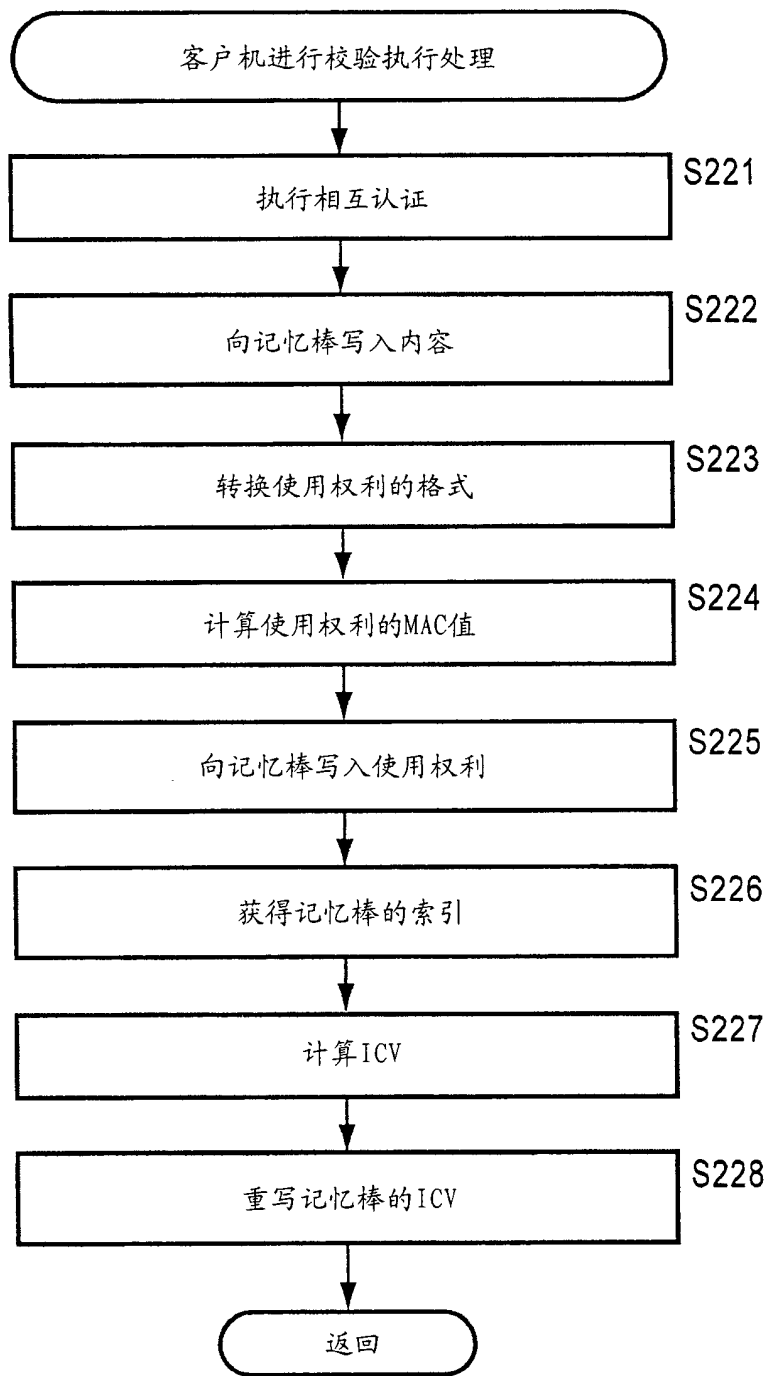 客户机进行校验执行处理
S221
执行相互认证
S222
向记忆棒写入内容
S223
转换使用权利的格式
S224
计算使用权利的MAC值
S225
向记忆棒写入使用权利
S226
获得记忆棒的索引
S227
计算ICV
S228
重写记忆棒的ICV
返回